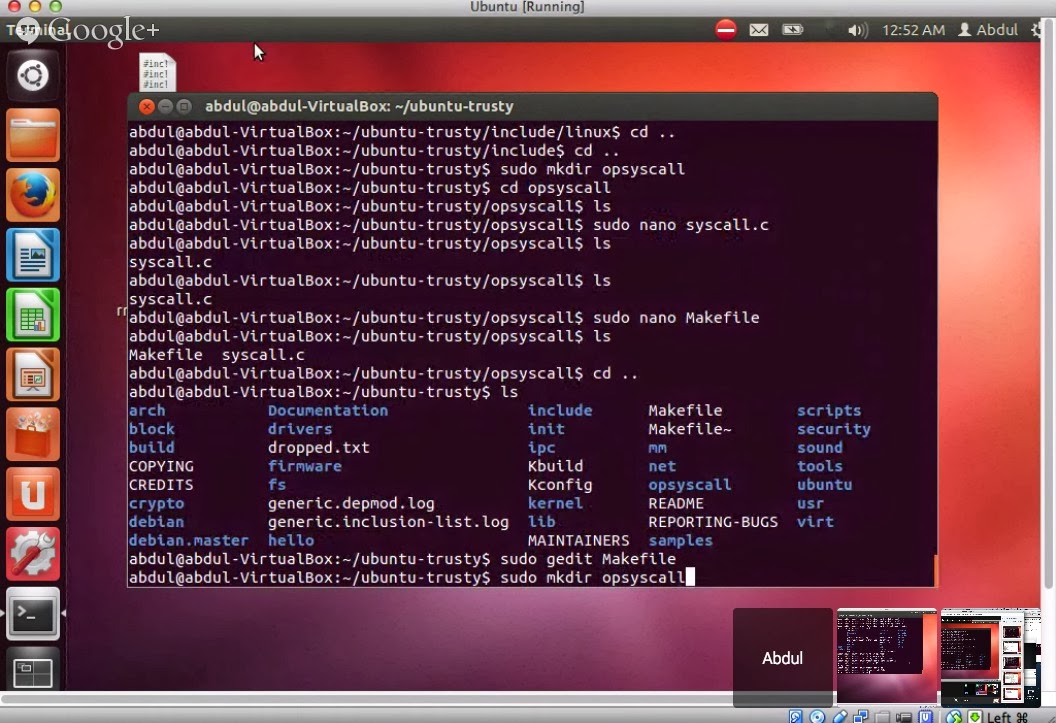 Ubuntu [Running]
Terminal
Google+
12:52 AM
Abdul
#incl
#incl
#incl
abdul@abdul-VirtualBox: ~/ubuntu-trusty
abdul@abdul-VirtualBox:~/ubuntu-trusty/include/linux$ cd ..
abdul@abdul-VirtualBox:~/ubuntu-trusty/include$ cd ..
abdul@abdul-VirtualBox:~/ubuntu-trusty$ sudo mkdir opsyscall
abdul@abdul-VirtualBox:~/ubuntu-trusty$ cd opsyscall
abdul@abdul-VirtualBox:~/ubuntu-trusty/opsyscall$ ls
abdul@abdul-VirtualBox:~/ubuntu-trusty/opsyscall$ sudo nano syscall.c
abdul@abdul-VirtualBox:~/ubuntu-trusty/opsyscall$ ls
syscall.c
abdul@abdul-VirtualBox:~/ubuntu-trusty/opsyscall$ ls
syscall.c
abdul@abdul-VirtualBox:~/ubuntu-trusty/opsyscall$ sudo nano Makefile
abdul@abdul-VirtualBox:~/ubuntu-trusty/opsyscall$ ls
Makefile  syscall.c
abdul@abdul-VirtualBox:~/ubuntu-trusty/opsyscall$ cd ..
abdul@abdul-VirtualBox:~/ubuntu-trusty$ ls
arch Documentation include Makefile scripts
block drivers init Makefile~ security
build dropped.txt ipc mm sound
COPYING firmware Kbuild net tools
CREDITS fs Kconfig opsyscall ubuntu
crypto generic.depmod.log kernel README usr
debian generic.inclusion-list.log lib REPORTING-BUGS virt
debian.master hello MAINTAINERS samples
abdul@abdul-VirtualBox:~/ubuntu-trusty$ sudo gedit Makefile
abdul@abdul-VirtualBox:~/ubuntu-trusty$ sudo mkdir opsyscall
Abdul
Left ⌘